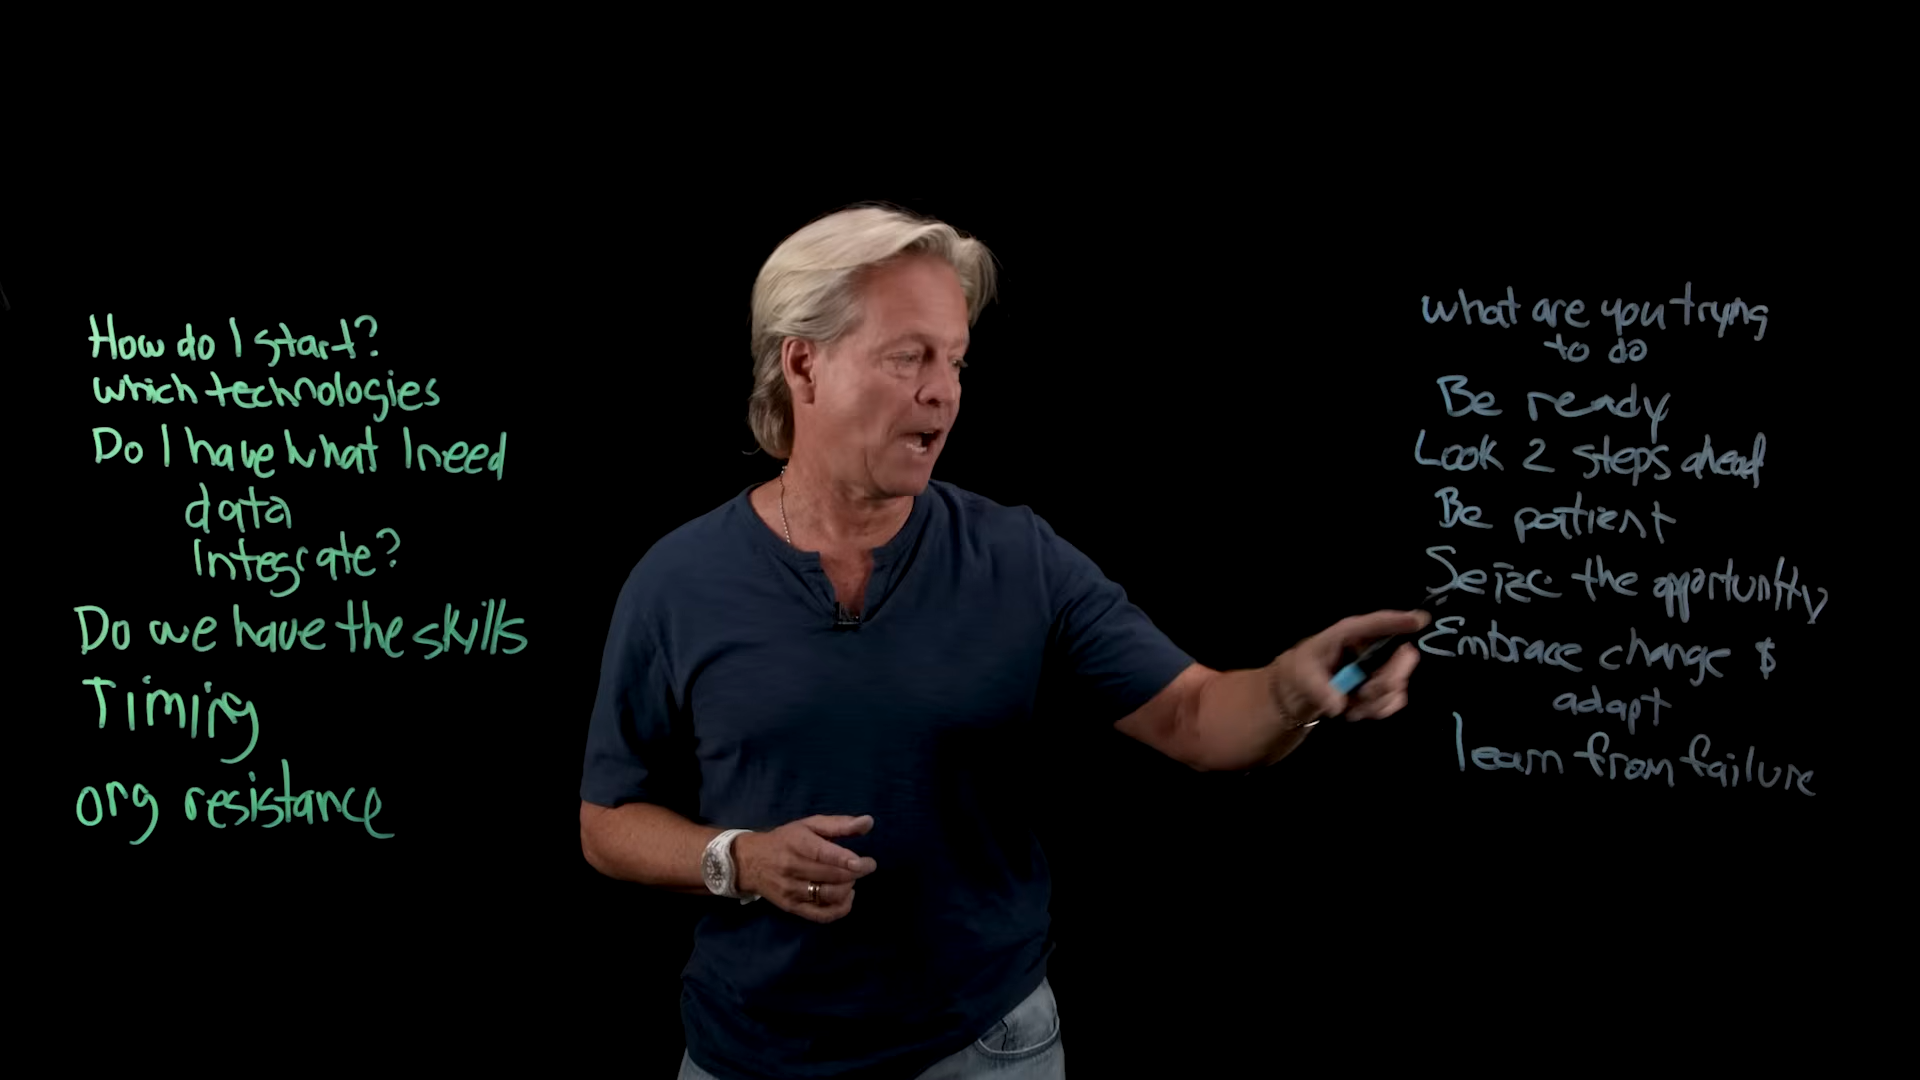 How do I start?
which technologies
Do I have what I need
data
Integrate?
Do we have the skills
Timing
org resistance
what are you trying
to do
Be ready
Look 2 steps ahead
Be patient
Seize the opportunity
Embrace change $
adapt
learn from failure